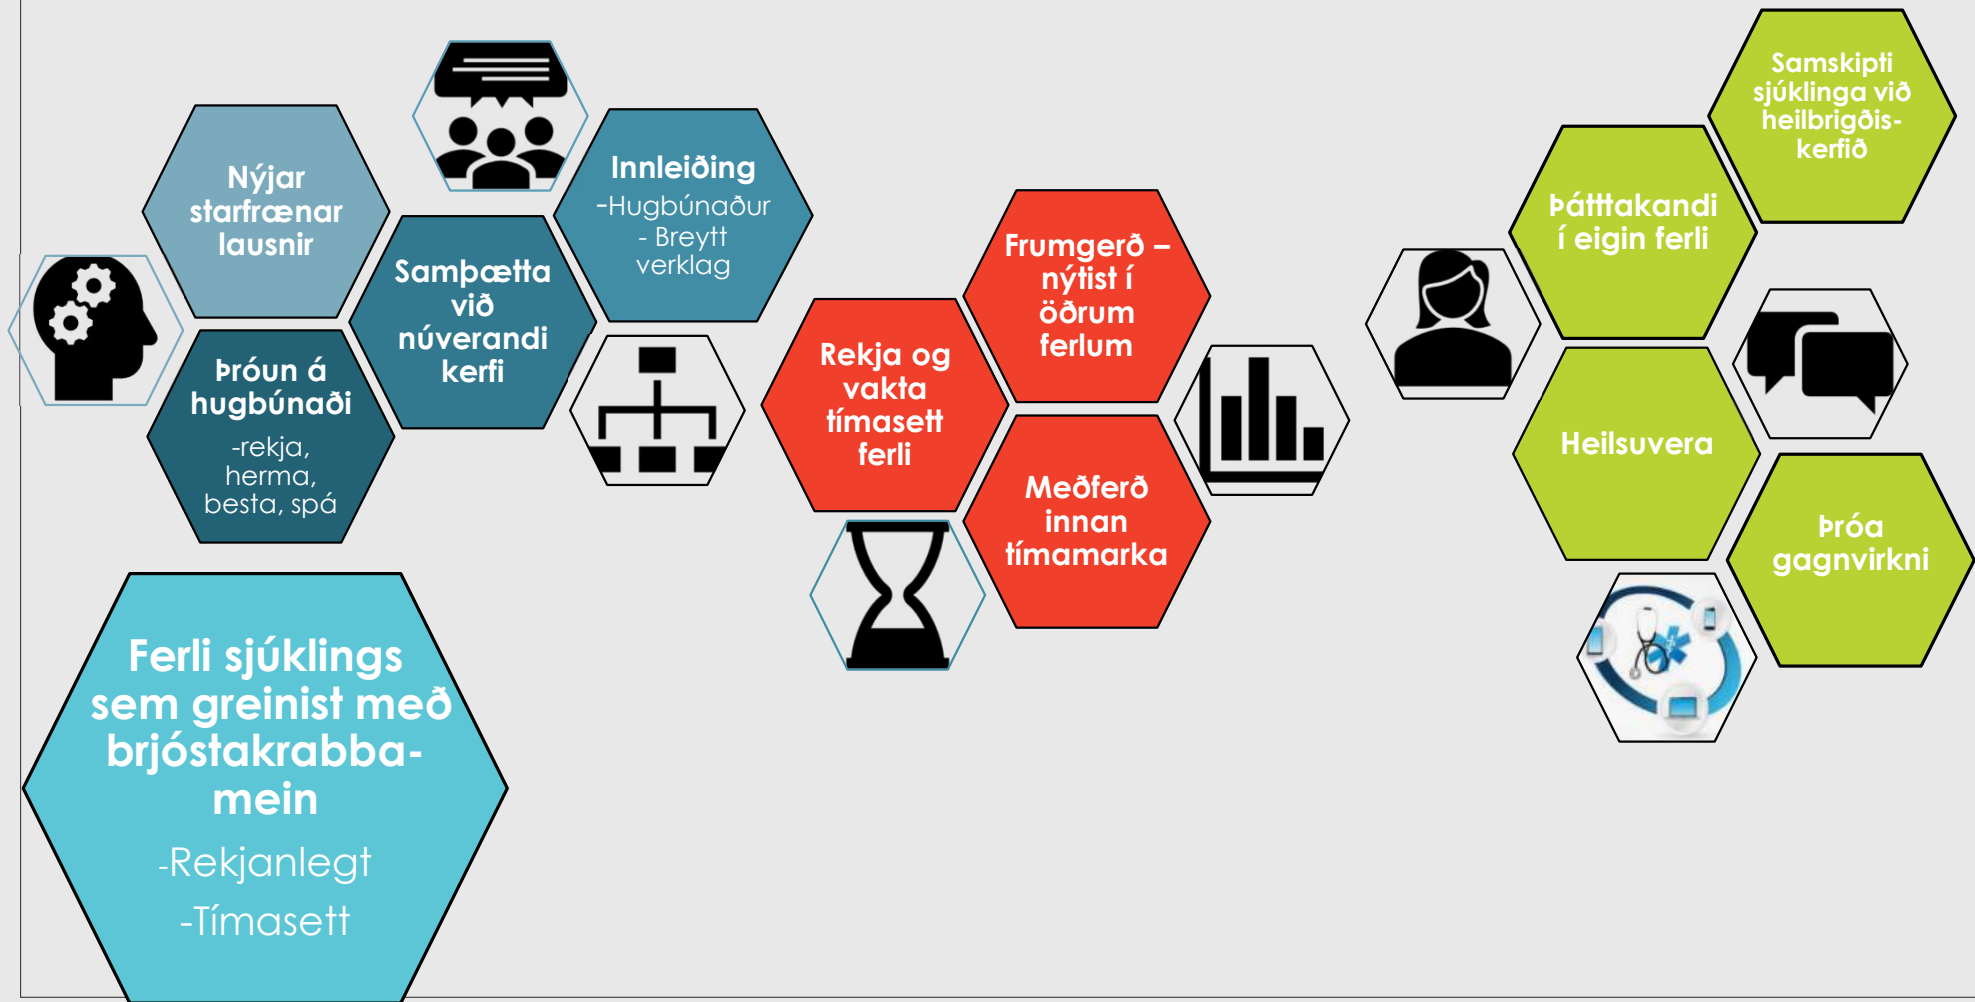 Nýjar
starfrænar
lausnir
Þróun á
hugbúnaði
-rekja,
herma,
besta, spá
Samþætta
við
núverandi
kerfi
Innleiðing
-Hugbúnaður
- Breytt
verklag
Ferli sjúklings
sem greinist með
brjóstakrabba-
mein
-Rekjanlegt
-Tímasett
Rekja og
vakta
tímasett
ferli
Frumgerð –
nýtist í
öðrum
ferlum
Meðferð
innan
tímamarka
Samskipti
sjúklinga við
heilbrigðis-
kerfið
Þátttakandi
í eigin ferli
Heilsuvera
Þróa
gagnvirkni